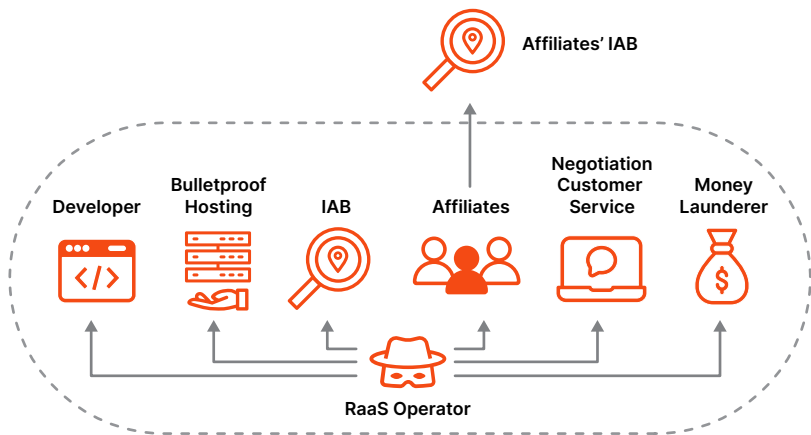 Affiliates’ IAB
Developer
Bulletproof
Hosting
IAB
Affiliates
Negotiation
Customer
Service
Money
Launderer
</>
$
RaaS Operator